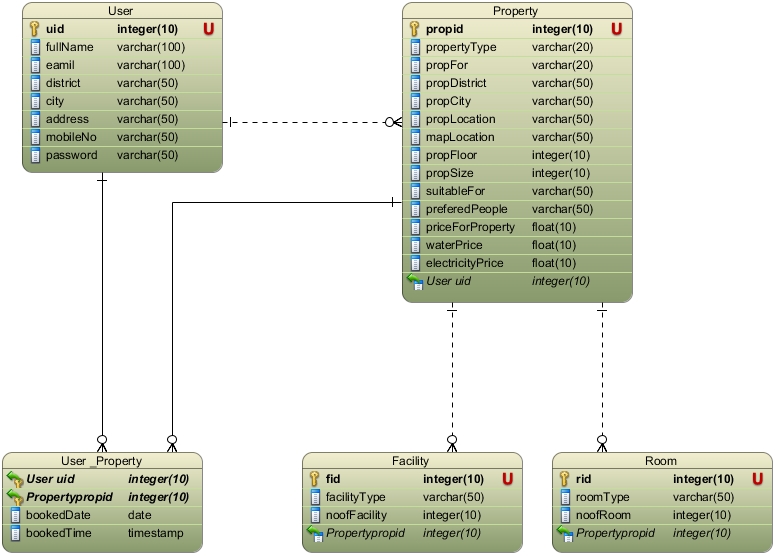 User
uid integer(10) U
fullName varchar(100)
eamil varchar(100)
district varchar(50)
city varchar(50)
address varchar(50)
mobileNo varchar(50)
password varchar(50)
Property
propid integer(10) U
propertyType varchar(20)
propFor varchar(20)
propDistrict varchar(50)
propCity varchar(50)
propLocation varchar(50)
mapLocation varchar(50)
propFloor integer(10)
propSize integer(10)
suitableFor varchar(50)
preferedPeople varchar(50)
priceForProperty float(10)
waterPrice float(10)
electricityPrice float(10)
User uid integer(10)
User _Property
User uid integer(10)
Propertypropid integer(10)
bookedDate date
bookedTime timestamp
Facility
fid integer(10) U
facilityType varchar(50)
noofFacility integer(10)
Propertypropid integer(10)
Room
rid integer(10) U
roomType varchar(50)
noofRoom integer(10)
Propertypropid integer(10)